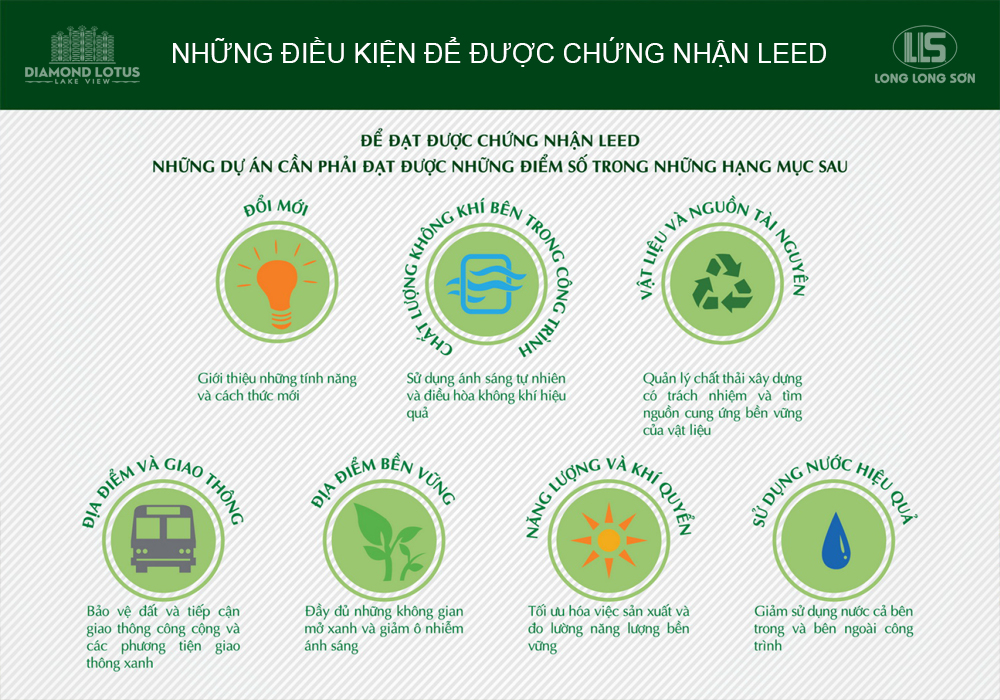 DIAMOND LOTUS
LAKE VIEW
NHỮNG ĐIỀU KIỆN ĐỂ ĐƯỢC CHỨNG NHẬN LEED
LLS
LONG LONG SƠN
ĐỂ ĐẠT ĐƯỢC CHỨNG NHẬN LEED
NHỮNG DỰ ÁN CẦN PHẢI ĐẠT ĐƯỢC NHỮNG ĐIỂM SỐ TRONG NHỮNG HẠNG MỤC SAU
ĐỔI MỚI
Giới thiệu những tính năng
và cách thức mới
CHẤT LƯỢNG KHÔNG KHÍ BÊN TRONG CÔNG TRÌNH
Sử dụng ánh sáng tự nhiên
và điều hòa không khí hiệu
quả
VẬT LIỆU VÀ NGUỒN TÀI NGUYÊN
Quản lý chất thải xây dựng
có trách nhiệm và tìm
nguồn cung ứng bền vững
của vật liệu
ĐỊA ĐIỂM VÀ GIAO THÔNG
Bảo vệ đất và tiếp cận
giao thông công cộng và
các phương tiện giao
thông xanh
ĐỊA ĐIỂM BỀN VỮNG
Đầy đủ những không gian
mở xanh và giảm ô nhiễm
ánh sáng
NĂNG LƯỢNG VÀ KHÍ QUYỂN
Tối ưu hóa việc sản xuất và
đo lường năng lượng bền
vững
SỬ DỤNG NƯỚC HIỆU QUẢ
Giảm sử dụng nước cả bên
trong và bên ngoài công
trình